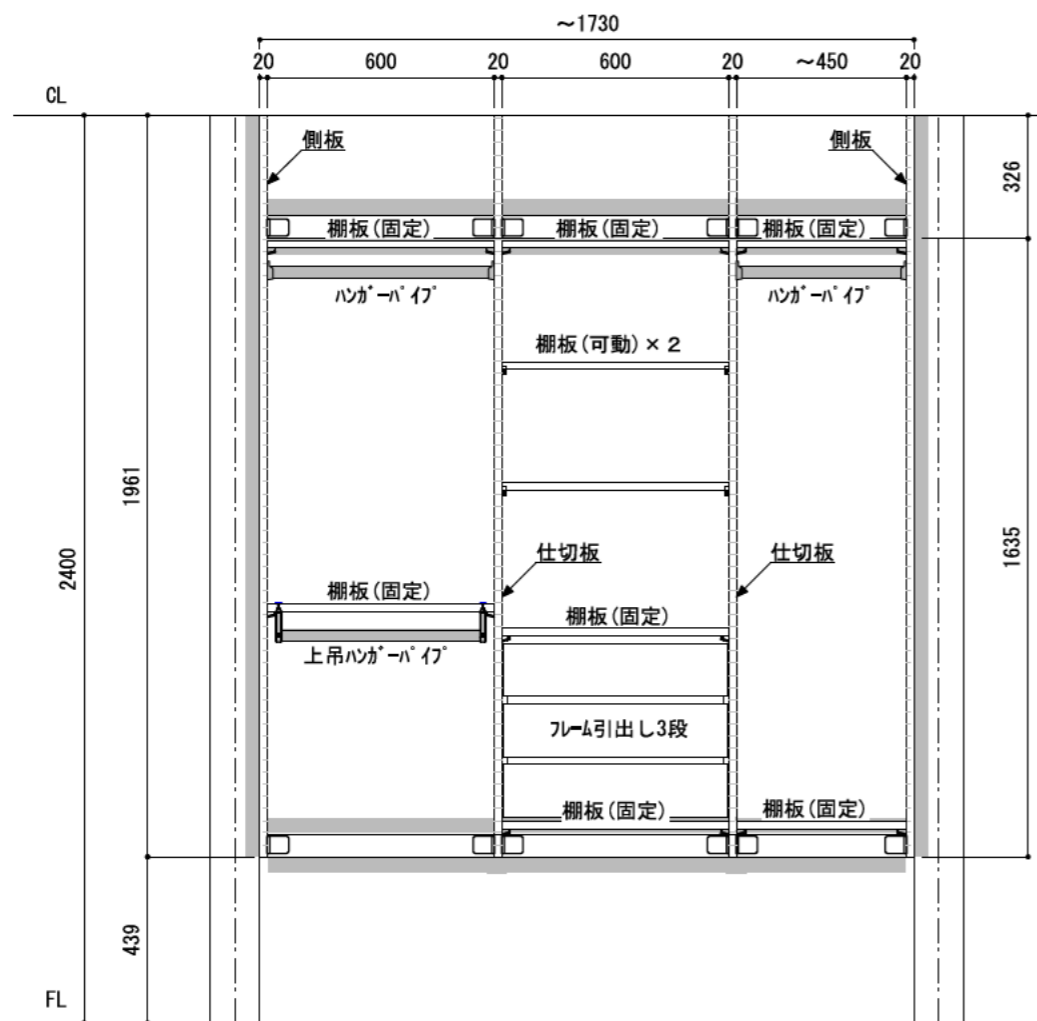 ~1730
20 600 20 600 20 ~450 20
CL
側板 側板
326
棚板(固定) 棚板(固定) 棚板(固定)
ﾊﾝｶﾞｰﾊﾟｲﾌﾟ ﾊﾝｶﾞｰﾊﾟｲﾌﾟ
棚板(可動)×2
1961
2400
1635
仕切板 仕切板
棚板(固定) 棚板(固定)
上吊ﾊﾝｶﾞｰﾊﾟｲﾌﾟ
ﾌﾚｰﾑ引出し3段
棚板(固定) 棚板(固定)
439
FL